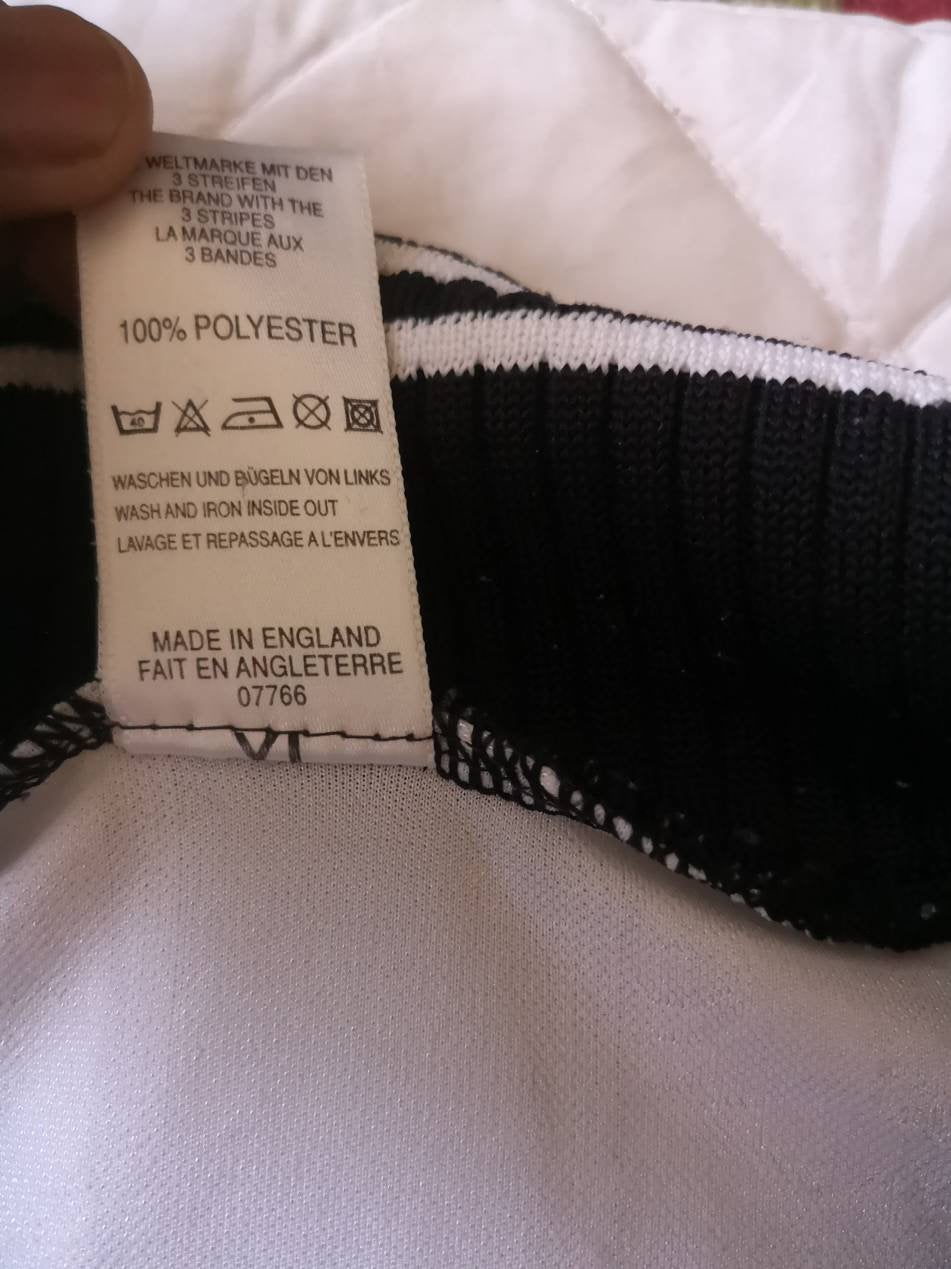 WELTMARKE MIT DEN
3 STREIFEN
THE BRAND WITH THE
3 STRIPES
LA MARQUE AUX
3 BANDES
100% POLYESTER
40
WASCHEN UND BÜGELN VON LINKS
WASH AND IRON INSIDE OUT
LAVAGE ET REPASSAGE A L'ENVERS
MADE IN ENGLAND
FAIT EN ANGLETERRE
07766